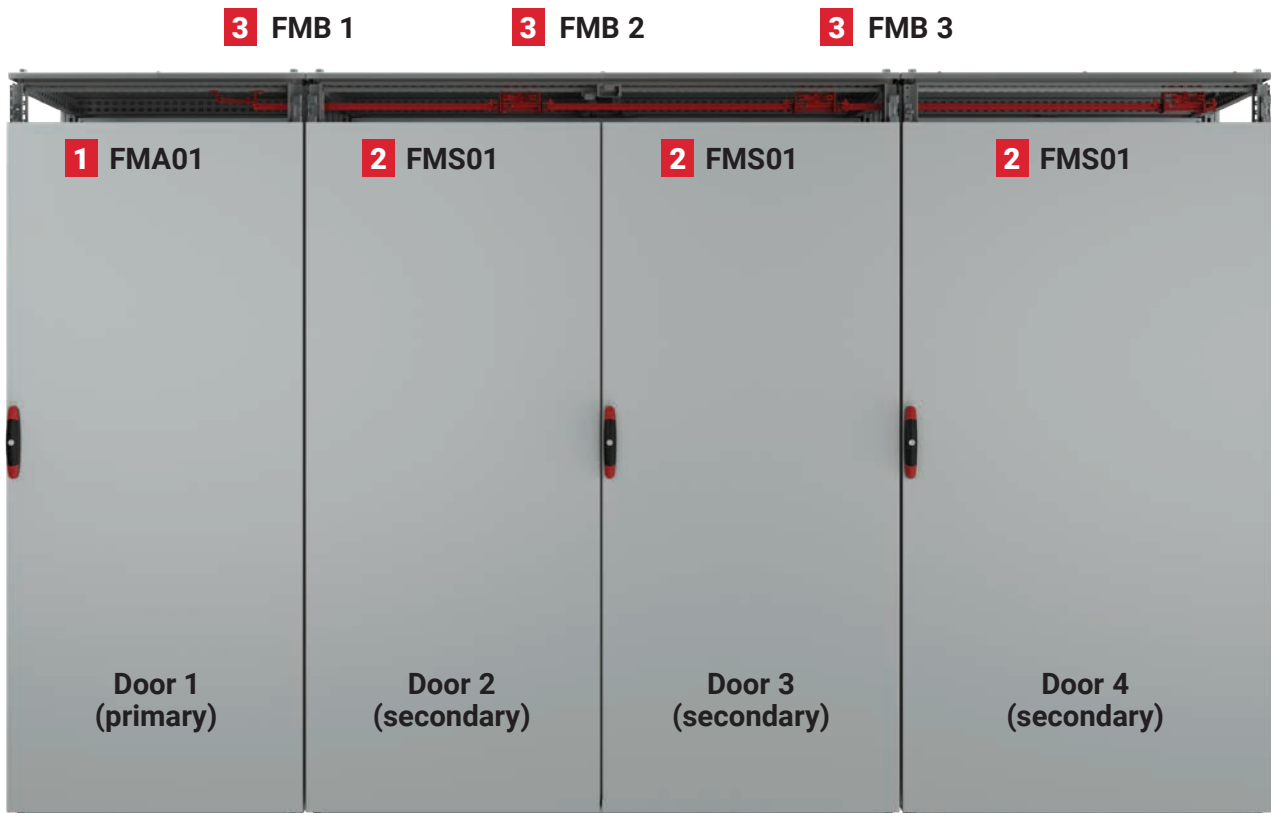 3 FMB 1 3 FMB 2 3 FMB 3
1 FMA01 2 FMS01 2 FMS01 2 FMS01
Door 1 Door 2 Door 3 Door 4
(primary) (secondary) (secondary) (secondary)